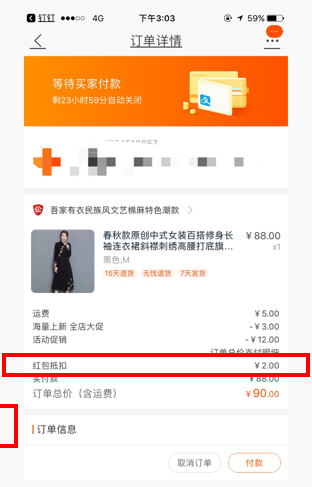 钉钉 4G 下午3:03 59%
订单详情
等待买家付款
剩23小时59分自动关闭
吾家有衣民族风文艺棉麻特色潮款
春秋款原创中式女装百搭修身长 ¥88.00
袖连衣裙斜襟刺绣高腰打底旗... x1
黑色;M
15天退货 无忧退货 7天发货
运费 ¥5.00
海量上新 全店大促 -¥3.00
活动促销 -¥12.00
订单总价支付明细
红包抵扣 ¥2.00
实付款 ¥88.00
订单总价(含运费) ¥90.00
订单信息
取消订单 付款